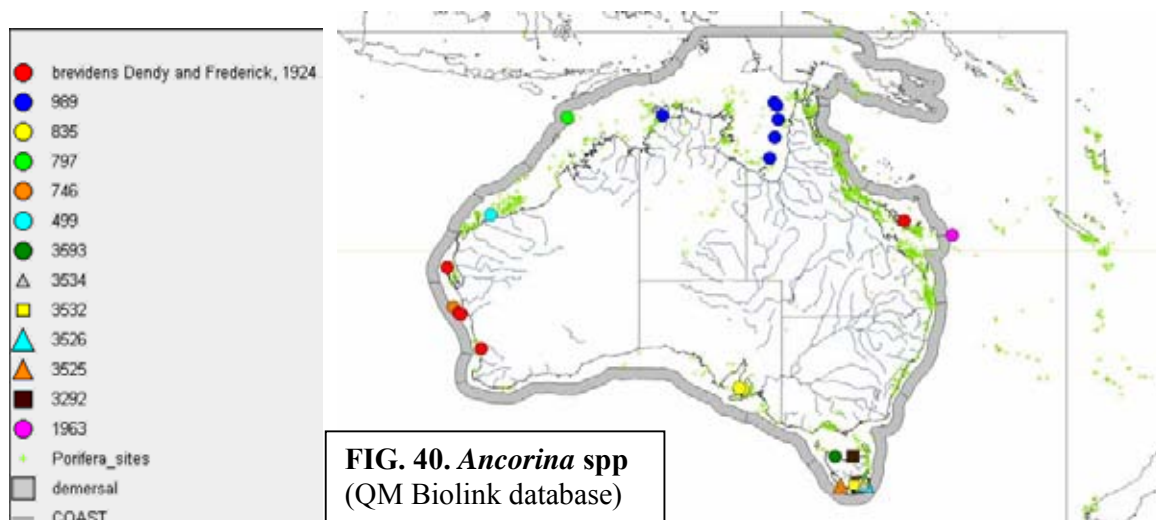 brevidens Dendy and Frederick, 1924
989
835
797
746
499
3693
3534
3532
3526
3525
3292
1963
Porifera_sites
demersal
COAST
FIG. 40. Ancorina spp
(QM Biolink database)